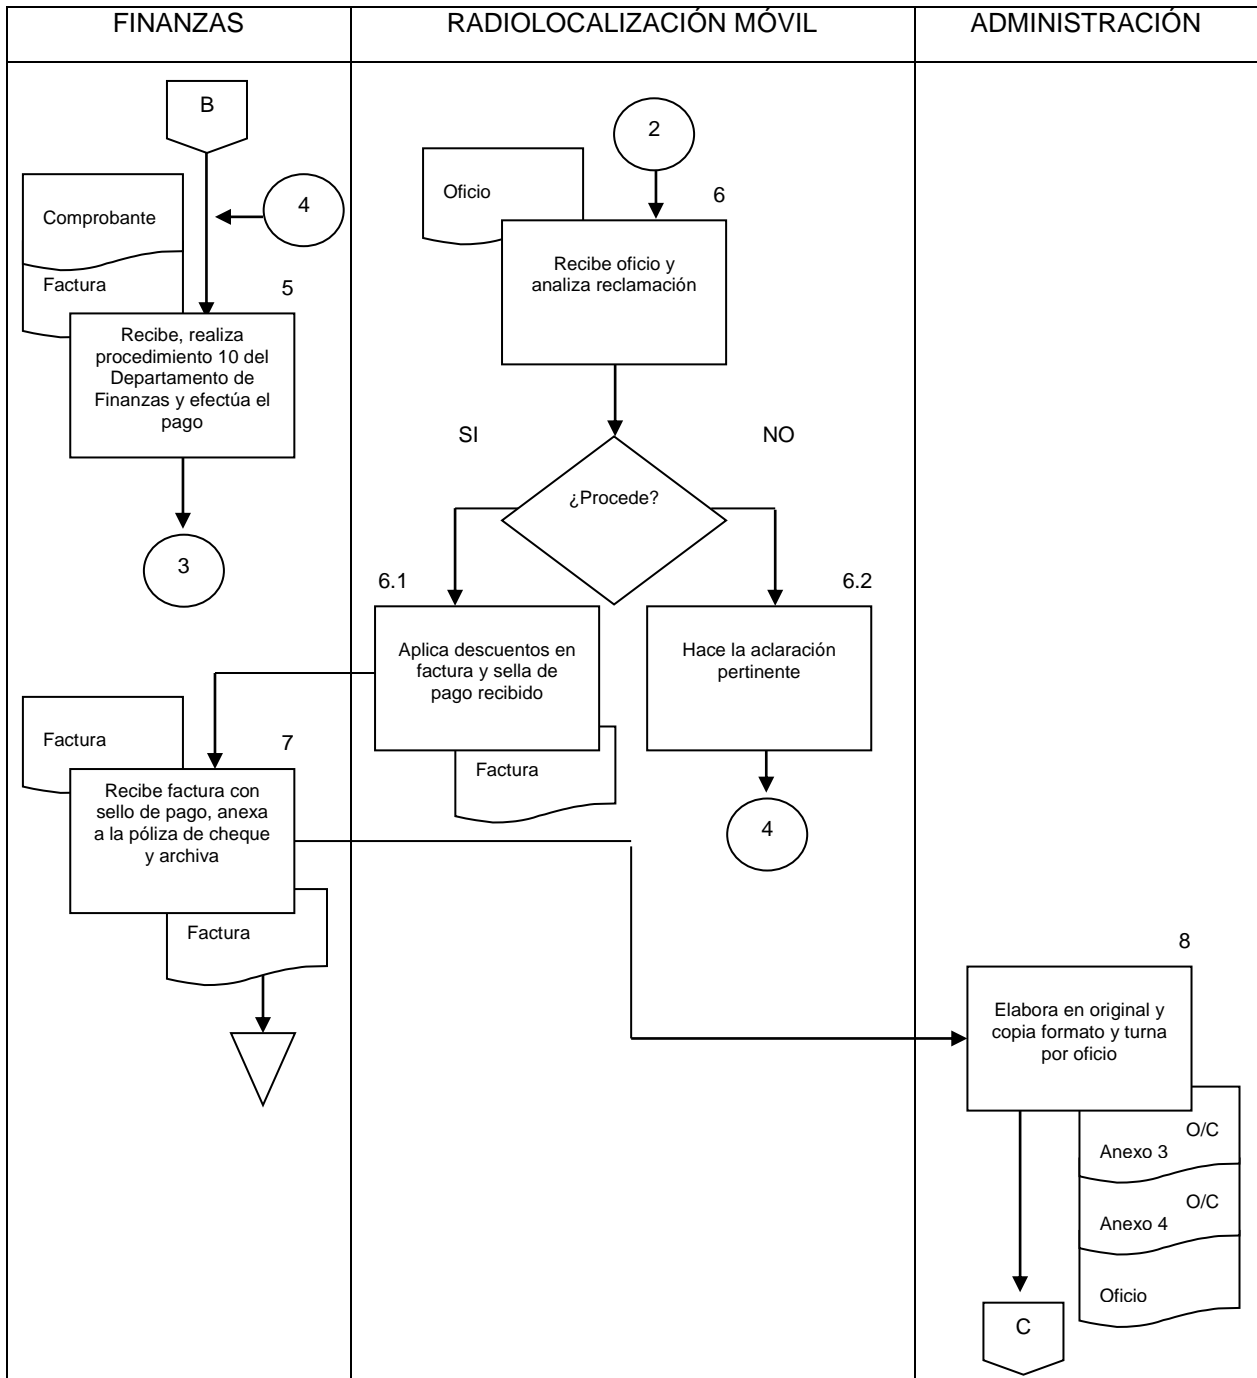 FINANZAS
RADIOLOCALIZACIÓN MÓVIL
ADMINISTRACIÓN
B
4
Comprobante
Factura
5
Recibe, realiza
procedimiento 10 del
Departamento de
Finanzas y efectúa el
pago
3
2
Oficio
6
Recibe oficio y
analiza reclamación
SI
NO
¿Procede?
6.1
Aplica descuentos en
factura y sella de
pago recibido
Factura
6.2
Hace la aclaración
pertinente
4
Factura
7
Recibe factura con
sello de pago, anexa
a la póliza de cheque
y archiva
Factura
8
Elabora en original y
copia formato y turna
por oficio
O/C
Anexo 3
O/C
Anexo 4
Oficio
C